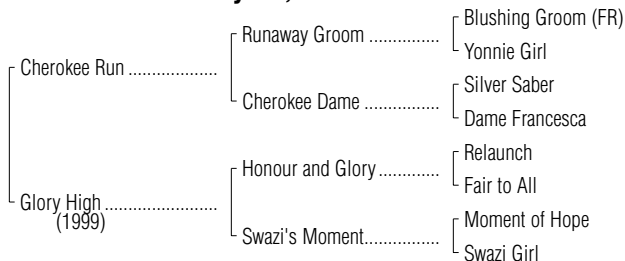 Blushing Groom (FR)
Runaway Groom ...............
Yonnie Girl
Cherokee Run ...................
Silver Saber
Cherokee Dame ................
Dame Francesca
Relaunch
Honour and Glory .............
Fair to All
Glory High ........................
(1999)
Moment of Hope
Swazi's Moment................
Swazi Girl